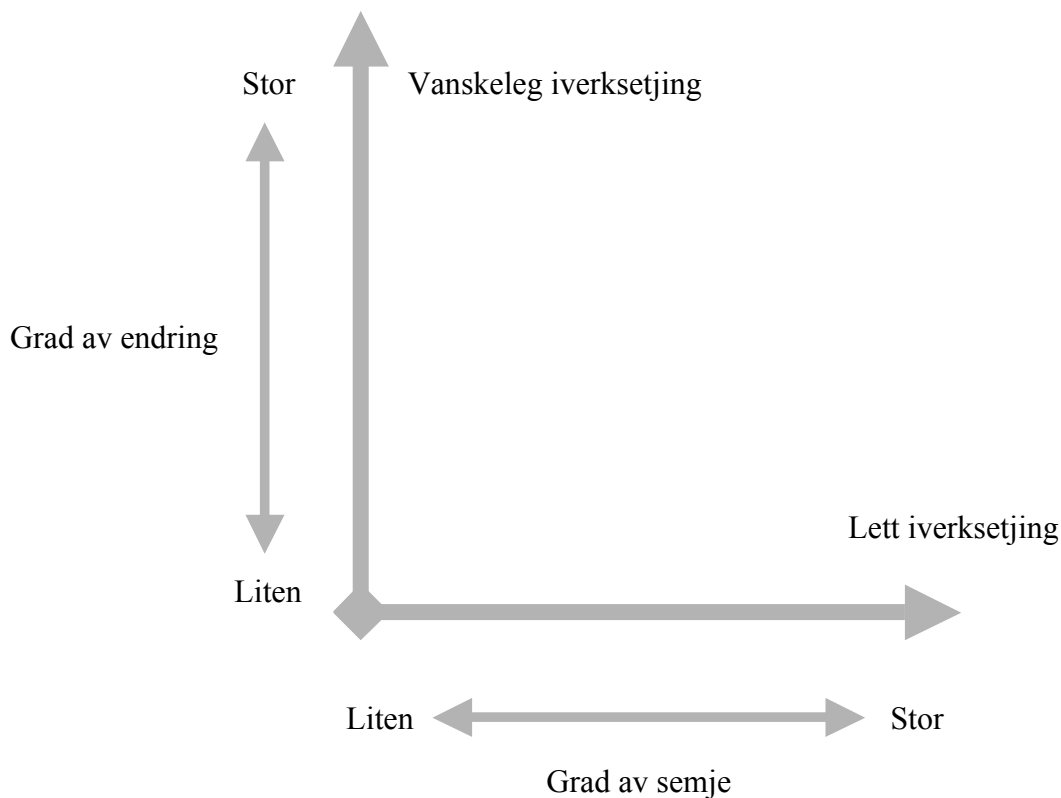 Stor
Vanskeleg iverksetjing
Grad av endring
Lett iverksetjing
Liten
Liten
Stor
Grad av semje